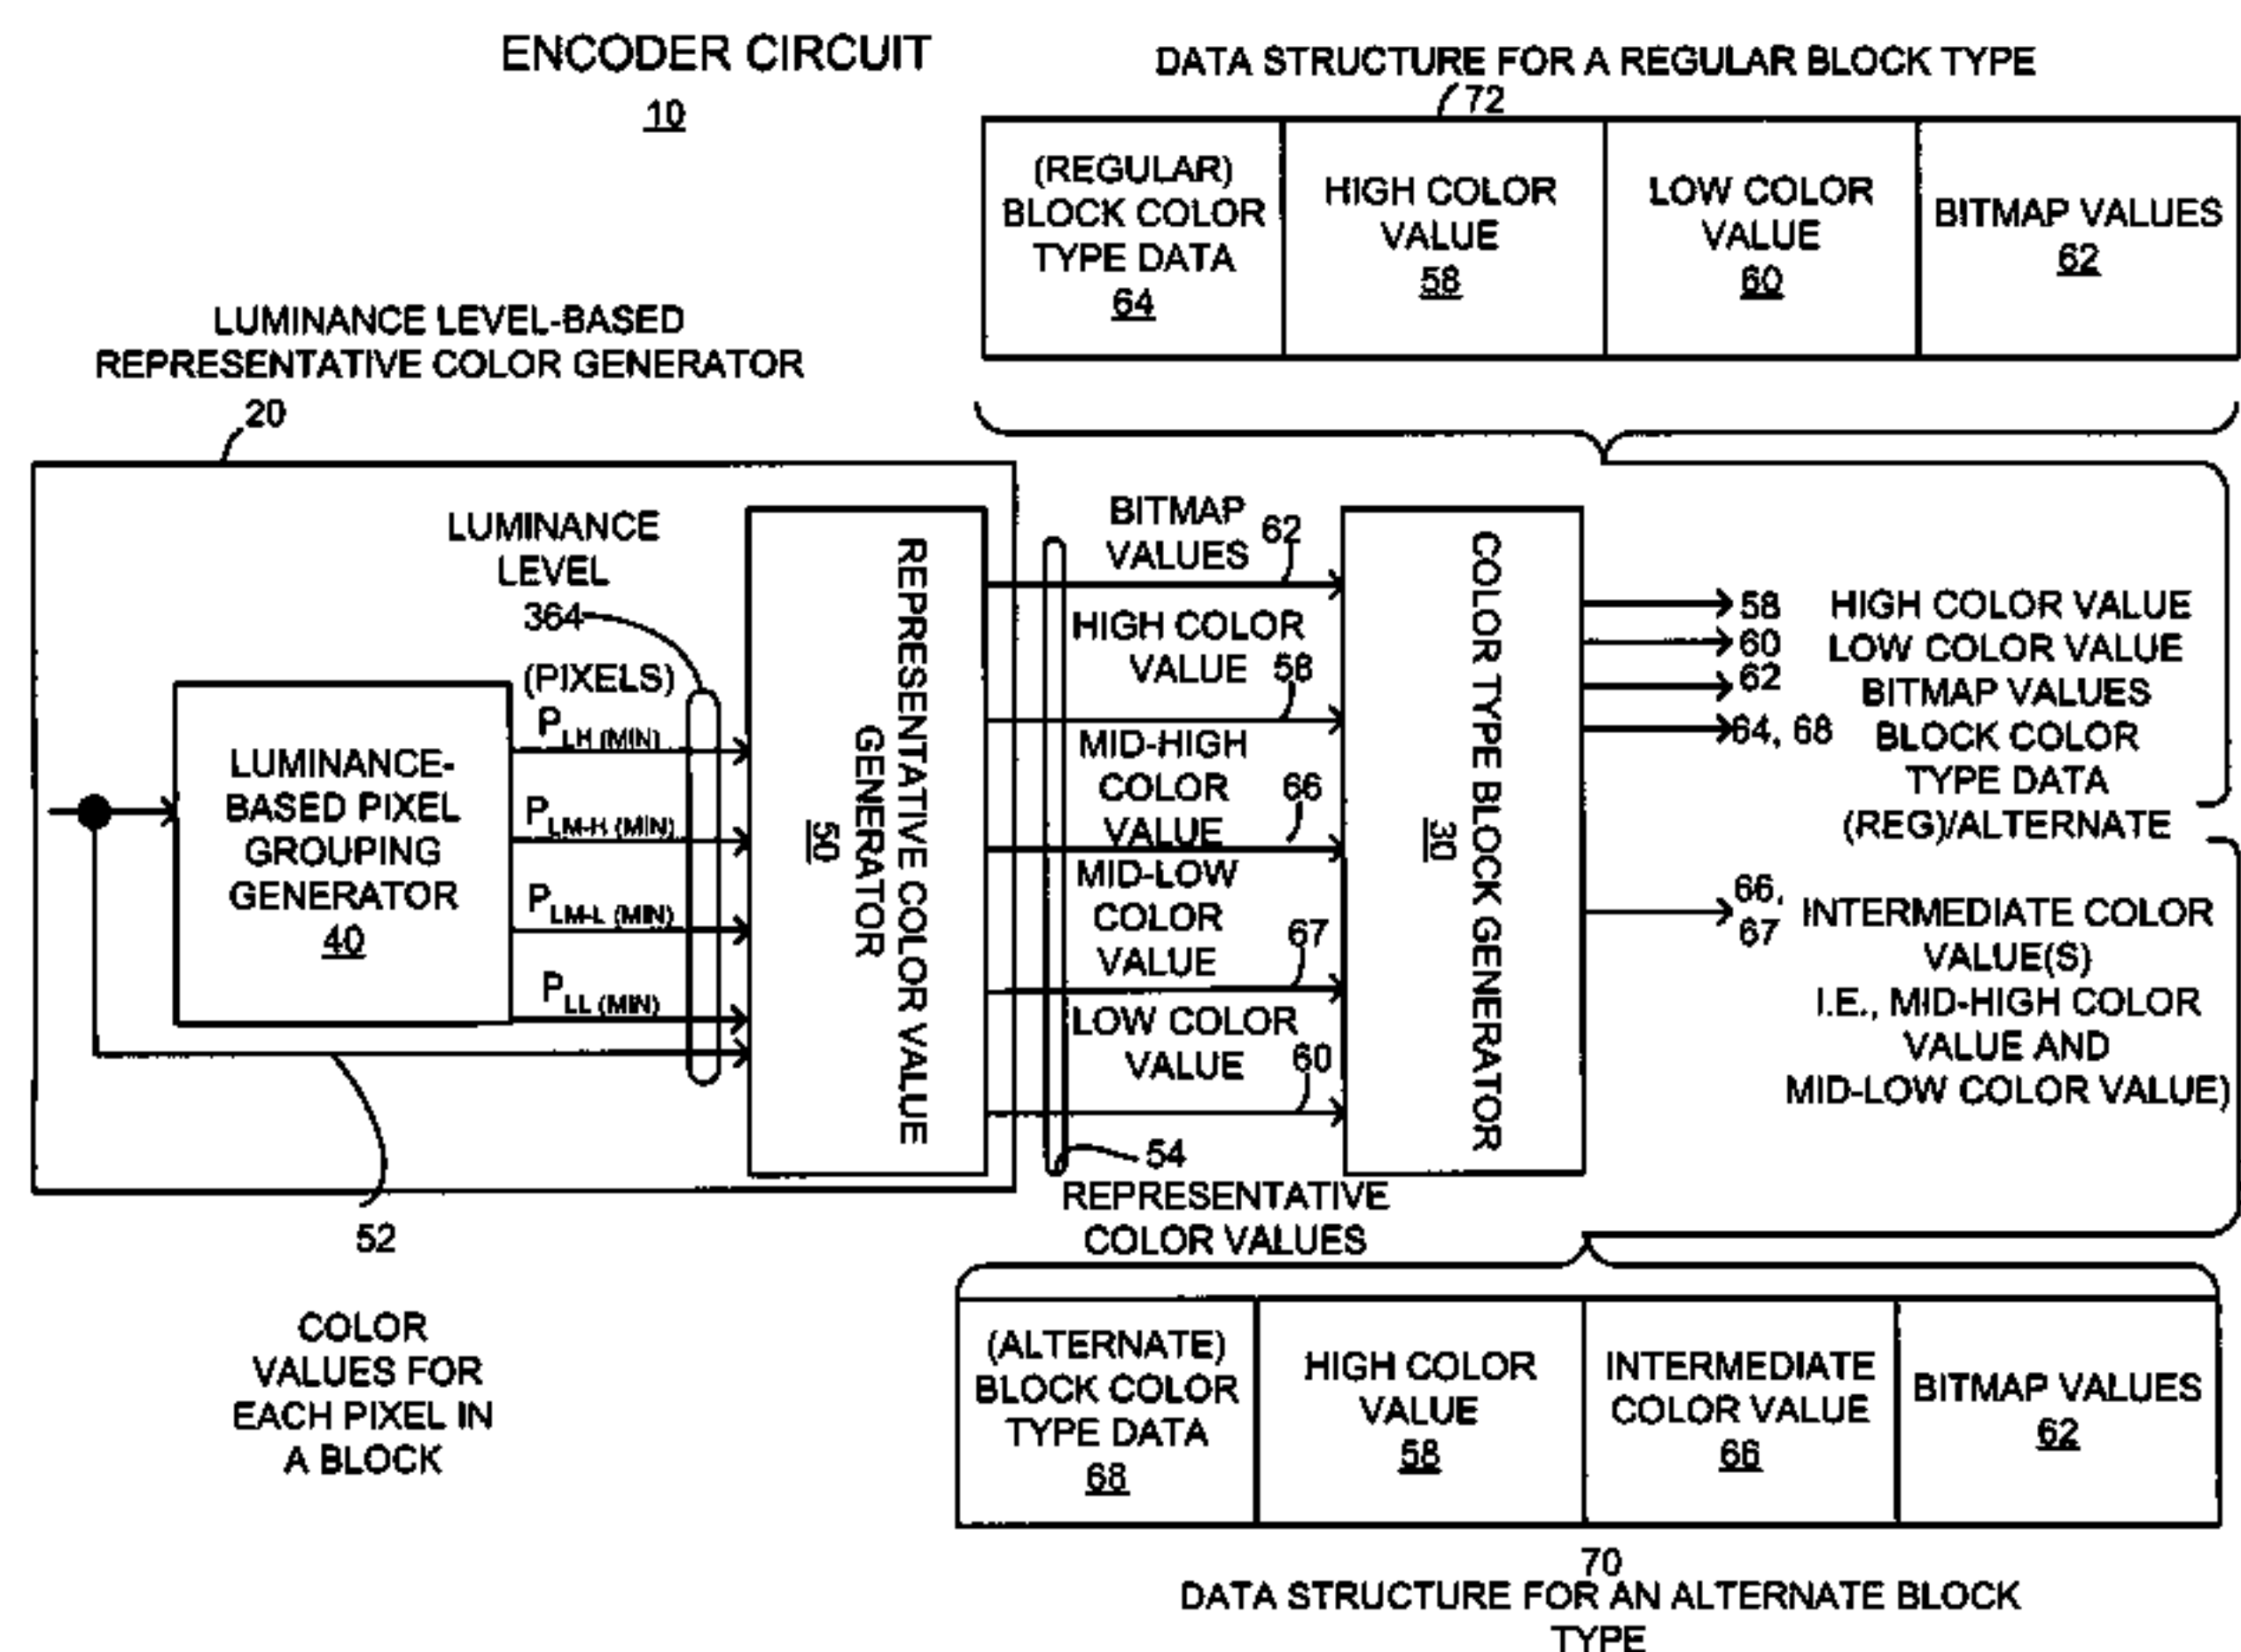 ENCODER CIRCUIT
10
DATA STRUCTURE FOR A REGULAR BLOCK TYPE
72
(REGULAR)
BLOCK COLOR
TYPE DATA
64
HIGH COLOR
VALUE
58
LOW COLOR
VALUE
60
BITMAP VALUES
62
LUMINANCE LEVEL-BASED
REPRESENTATIVE COLOR GENERATOR
20
LUMINANCE
LEVEL
364
(PIXELS)
LUMINANCE-
BASED PIXEL
GROUPING
GENERATOR
40
P LH (MIN)
P LM-H (MIN)
P LM-L (MIN)
P LL (MIN)
REPRESENTATIVE COLOR VALUE
GENERATOR
50
52
COLOR
VALUES FOR
EACH PIXEL IN
A BLOCK
BITMAP
VALUES
62
HIGH COLOR
VALUE
58
MID-HIGH
COLOR
VALUE
66
MID-LOW
COLOR
VALUE
67
LOW COLOR
VALUE
60
54
REPRESENTATIVE
COLOR VALUES
COLOR TYPE BLOCK GENERATOR
30
58 HIGH COLOR VALUE
60 LOW COLOR VALUE
62 BITMAP VALUES
64, 68 BLOCK COLOR
TYPE DATA
(REG)/ALTERNATE
66,
67
INTERMEDIATE COLOR
VALUE(S)
I.E., MID-HIGH COLOR
VALUE AND
MID-LOW COLOR VALUE)
(ALTERNATE)
BLOCK COLOR
TYPE DATA
68
HIGH COLOR
VALUE
58
INTERMEDIATE
COLOR VALUE
66
BITMAP VALUES
62
70
DATA STRUCTURE FOR AN ALTERNATE BLOCK
TYPE